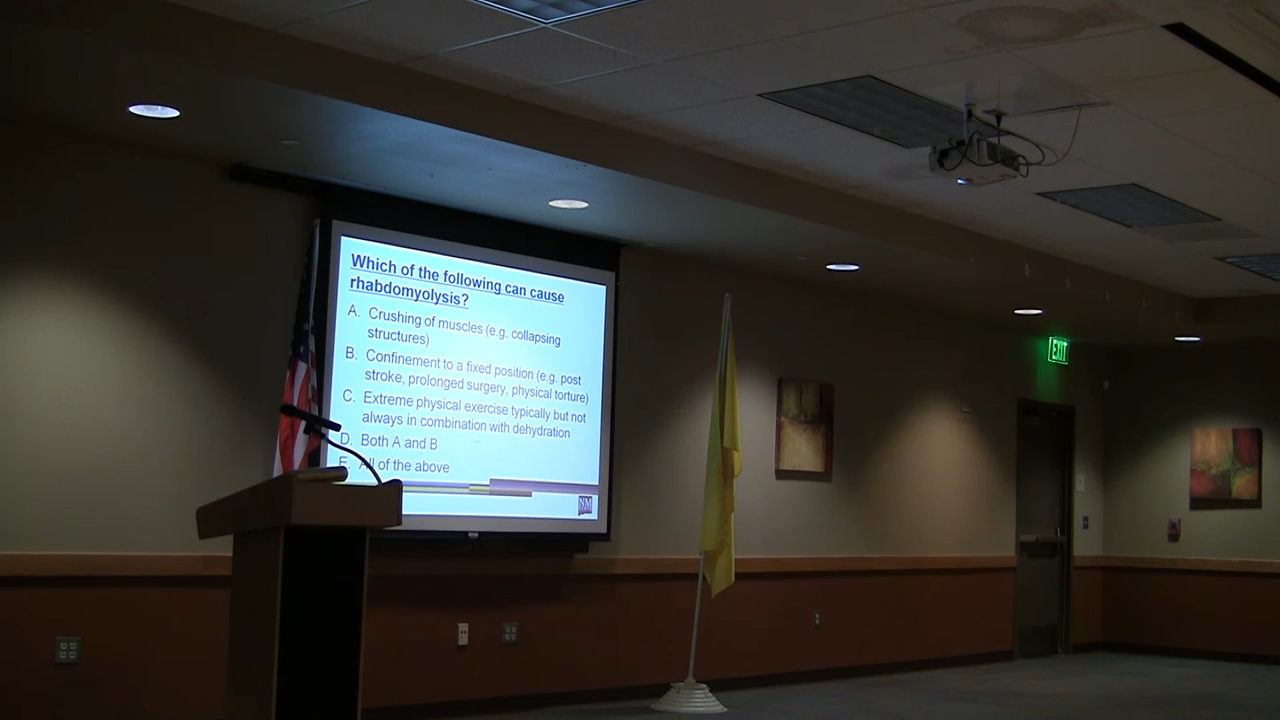 Which of the following can cause
rhabdomyolysis?
A. Crushing of muscles (e.g. collapsing
structures)
B. Confinement to a fixed position (e.g. post
stroke, prolonged surgery, physical torture)
C. Extreme physical exercise typically but not
always in combination with dehydration
D. Both A and B
E. All of the above
NM
EXIT